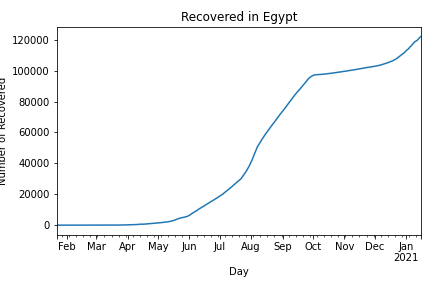 Recovered in Egypt
120000
100000
80000
60000
40000
20000
0
Number of Recovered
Feb Mar Apr May Jun Jul Aug Sep Oct Nov Dec Jan
2021
Day